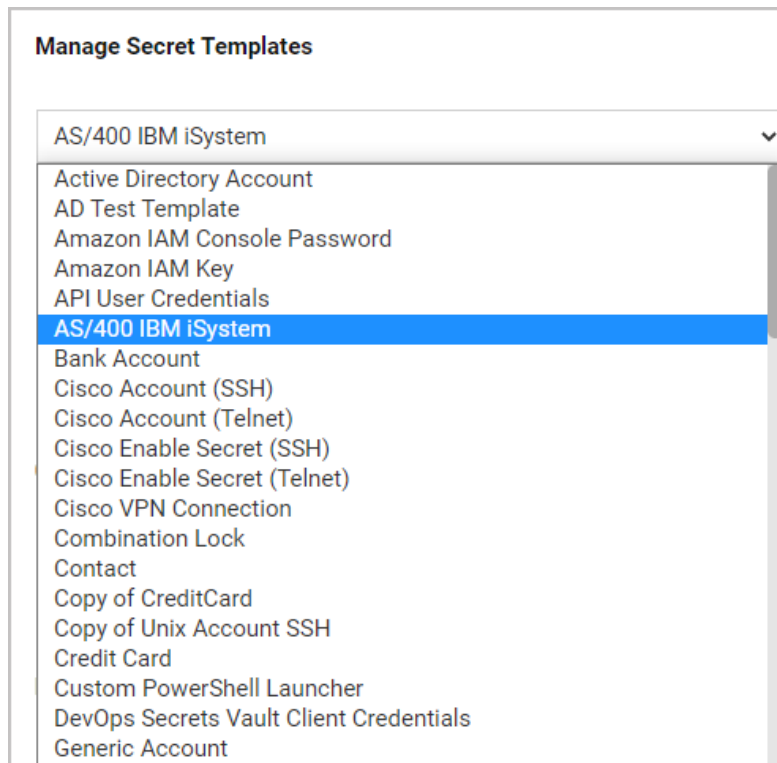 Manage Secret Templates
AS/400 IBM iSystem
Active Directory Account
AD Test Template
Amazon IAM Console Password
Amazon IAM Key
API User Credentials
AS/400 IBM iSystem
Bank Account
Cisco Account (SSH)
Cisco Account (Telnet)
Cisco Enable Secret (SSH)
Cisco Enable Secret (Telnet)
Cisco VPN Connection
Combination Lock
Contact
Copy of CreditCard
Copy of Unix Account SSH
Credit Card
Custom PowerShell Launcher
DevOps Secrets Vault Client Credentials
Generic Account